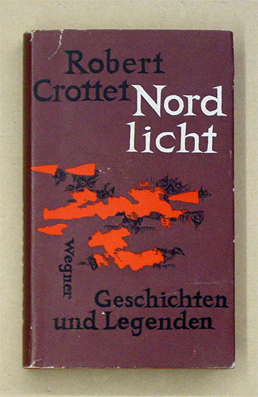 Robert
Crottet
Nord
licht
Wegner
Geschichten
und Legenden